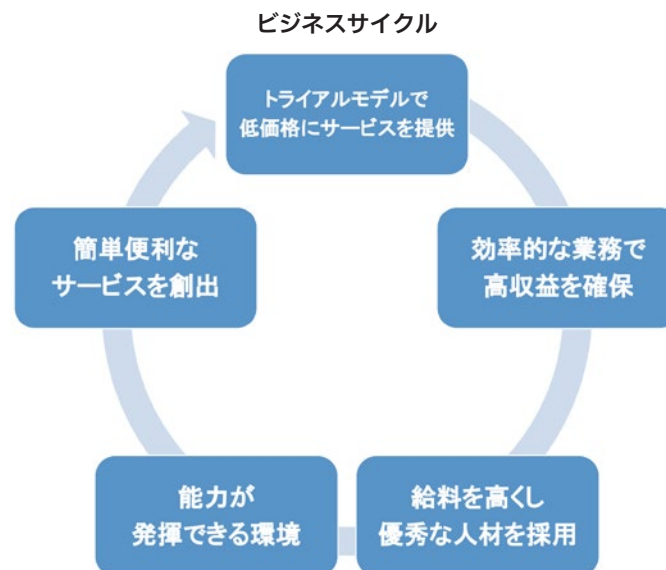 ビジネスサイクル
トライアルモデルで
低価格にサービスを提供
効率的な業務で
高収益を確保
給料を高くし
優秀な人材を採用
能力が
発揮できる環境
簡単便利な
サービスを創出